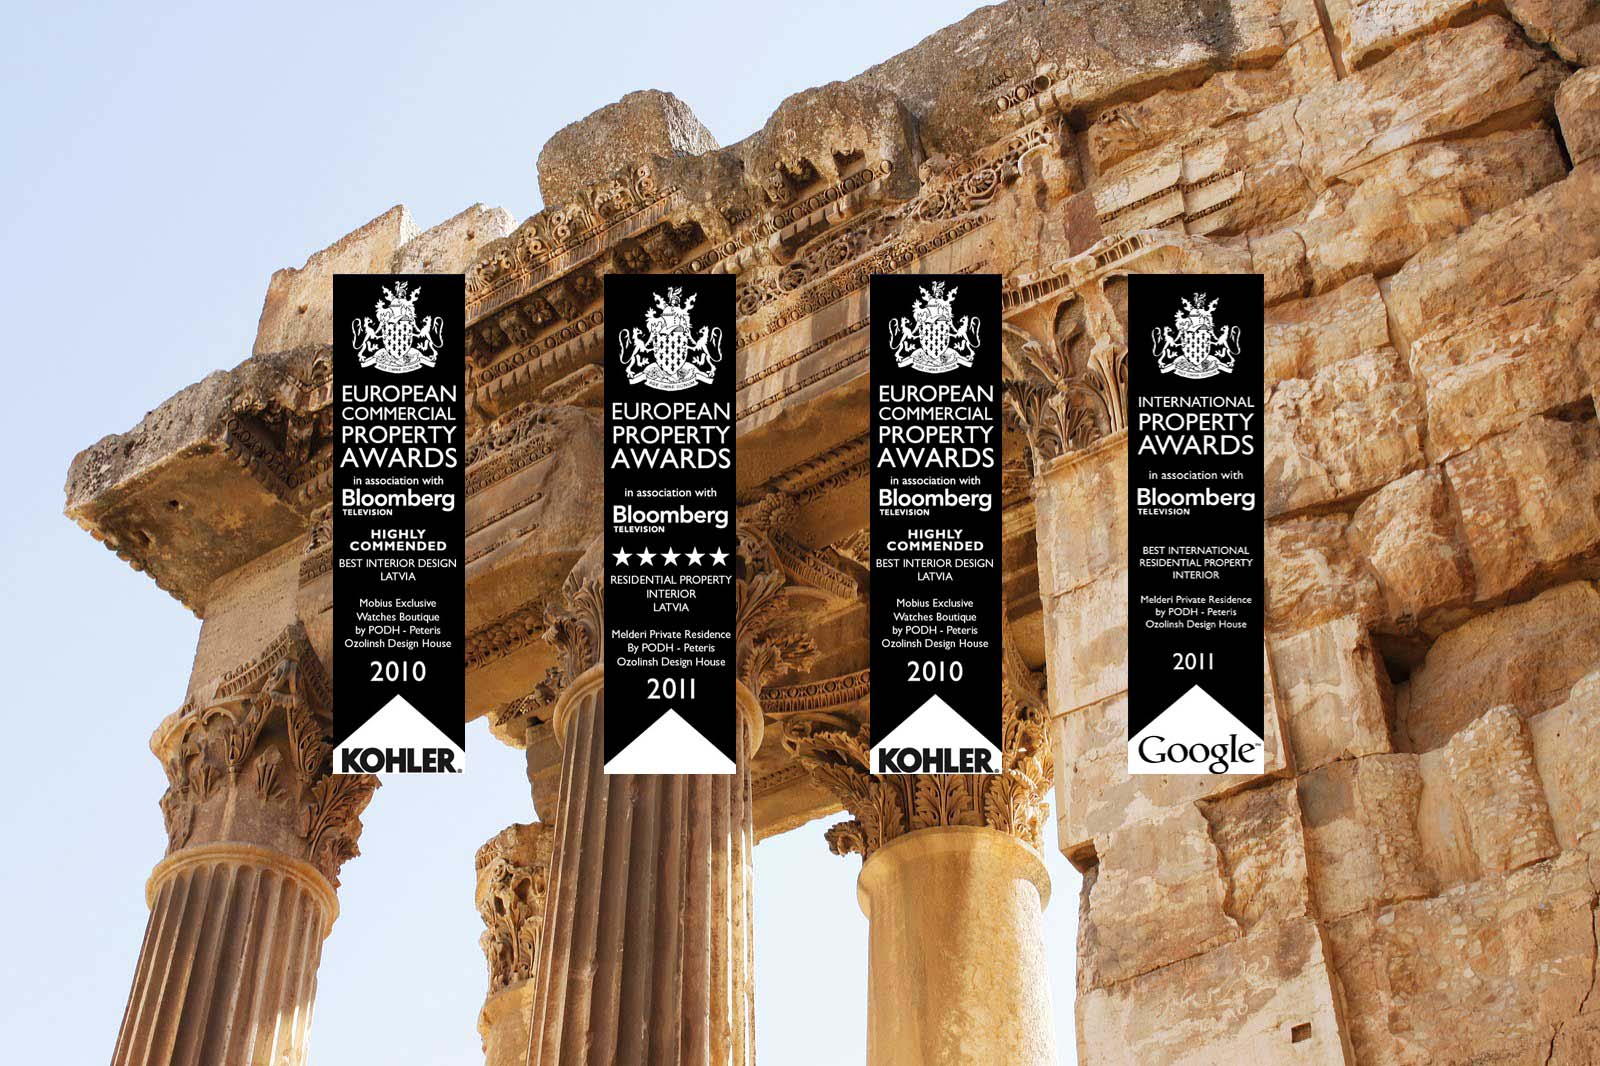 EUROPEAN
COMMERCIAL
PROPERTY
AWARDS
in association with
Bloomberg
TELEVISION
HIGHLY
COMMENDED
BEST INTERIOR DESIGN
LATVIA
Mobius Exclusive
Watches Boutique
by PODH - Peteris
Ozolinsh Design House
2010
KOHLER®
EUROPEAN
PROPERTY
AWARDS
in association with
Bloomberg
TELEVISION
★★★★★
RESIDENTIAL PROPERTY
INTERIOR
LATVIA
Melderi Private Residence
By PODH - Peteris
Ozolinsh Design House
2011
EUROPEAN
COMMERCIAL
PROPERTY
AWARDS
in association with
Bloomberg
TELEVISION
HIGHLY
COMMENDED
BEST INTERIOR DESIGN
LATVIA
Mobius Exclusive
Watches Boutique
by PODH - Peteris
Ozolinsh Design House
2010
KOHLER®
INTERNATIONAL
PROPERTY
AWARDS
in association with
Bloomberg
TELEVISION
BEST INTERNATIONAL
RESIDENTIAL PROPERTY
INTERIOR
Melderi Private Residence
by PODH - Peteris
Ozolinsh Design House
2011
Google™